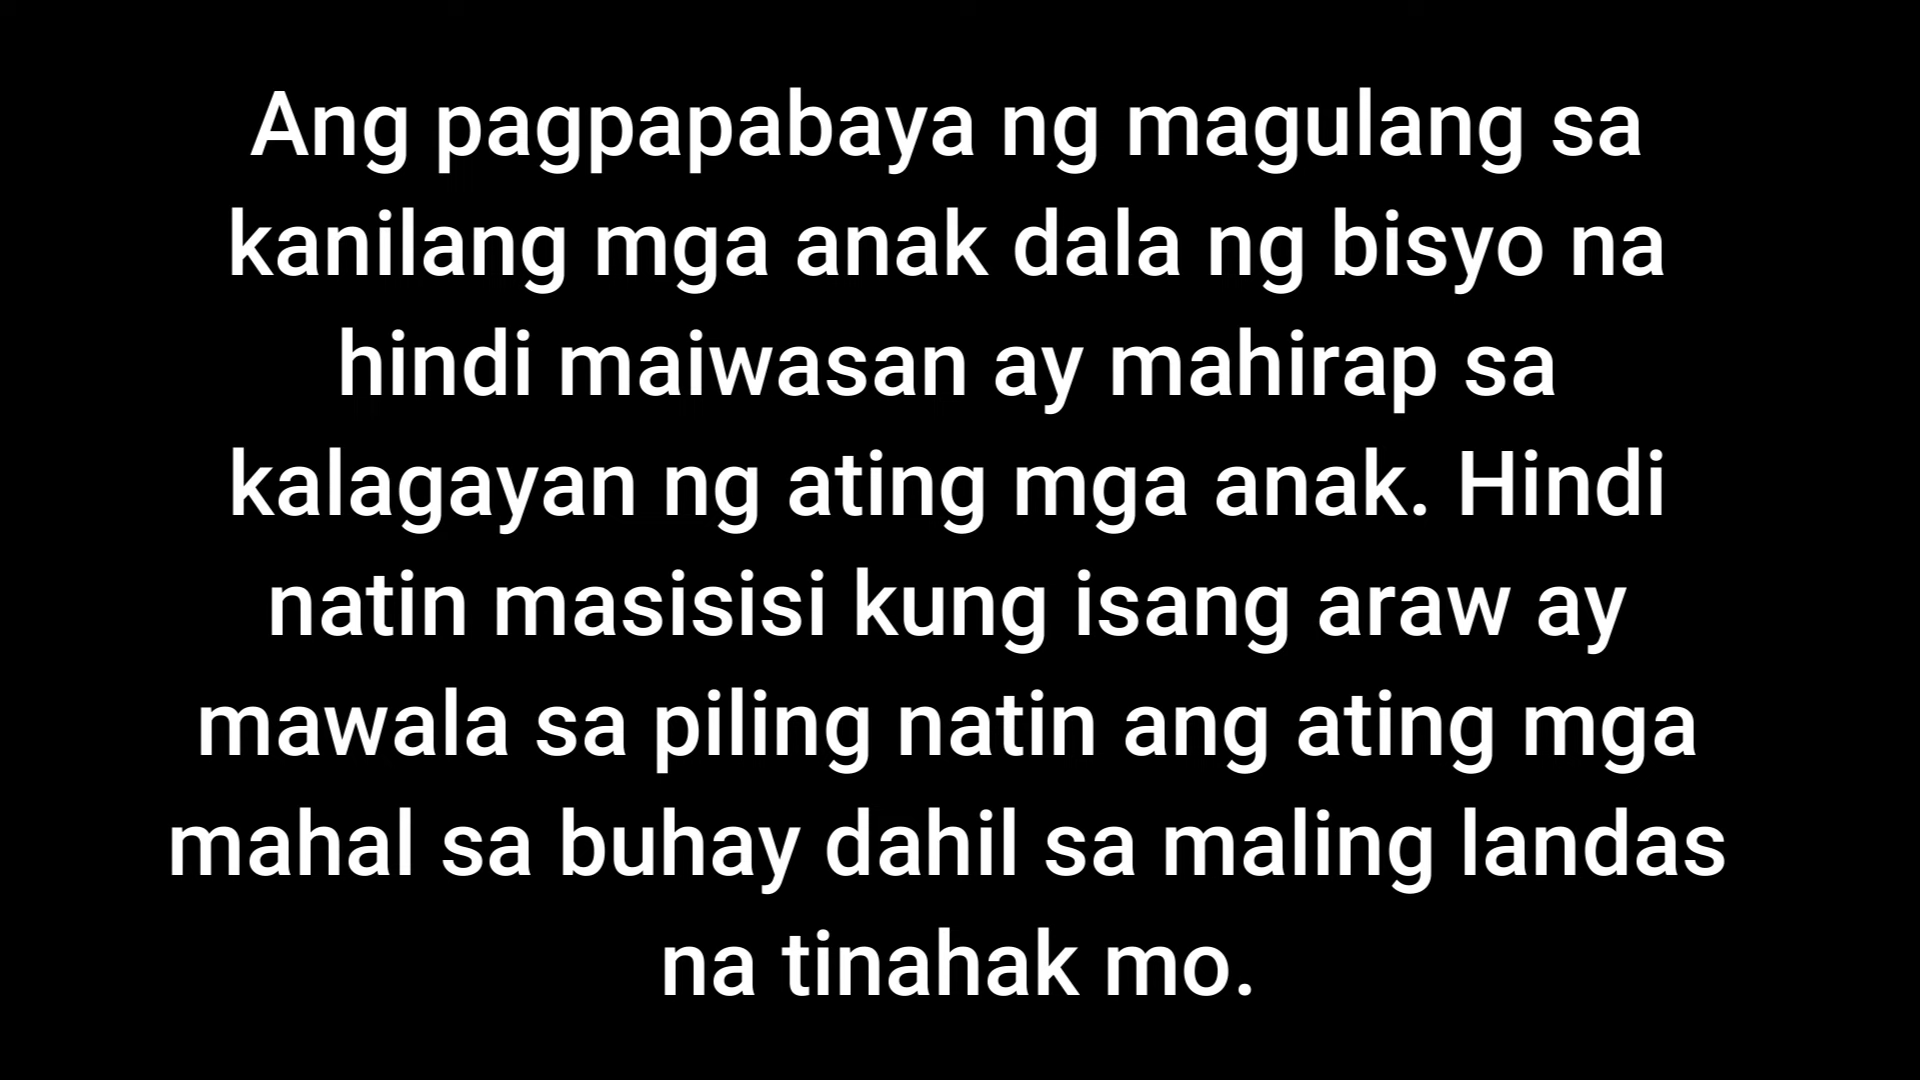 Ang pagpapabaya ng magulang sa
kanilang mga anak dala ng bisyo na
hindi maiwasan ay mahirap sa
kalagayan ng ating mga anak. Hindi
natin masisisi kung isang araw ay
mawala sa piling natin ang ating mga
mahal sa buhay dahil sa maling landas
na tinahak mo.